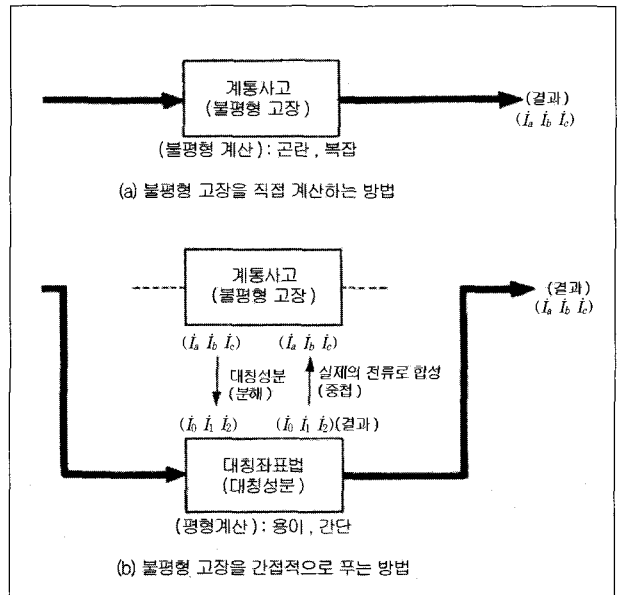 계통사고
(불평형 고장)
(결과)
(İa İb İc)
(불평형 계산) : 곤란, 복잡
(a) 불평형 고장을 직접 계산하는 방법
계통사고
(불평형 고장)
(결과)
(İa İb İc)
(İa İb İc) (İa İb İc)
대칭성분
(분해)
실제의 전류로 합성
(중첩)
(İ0 İ1 İ2) (İ0 İ1 İ2)(결과)
대칭좌표법
(대칭성분)
(평형계산) : 용이, 간단
(b) 불평형 고장을 간접적으로 푸는 방법